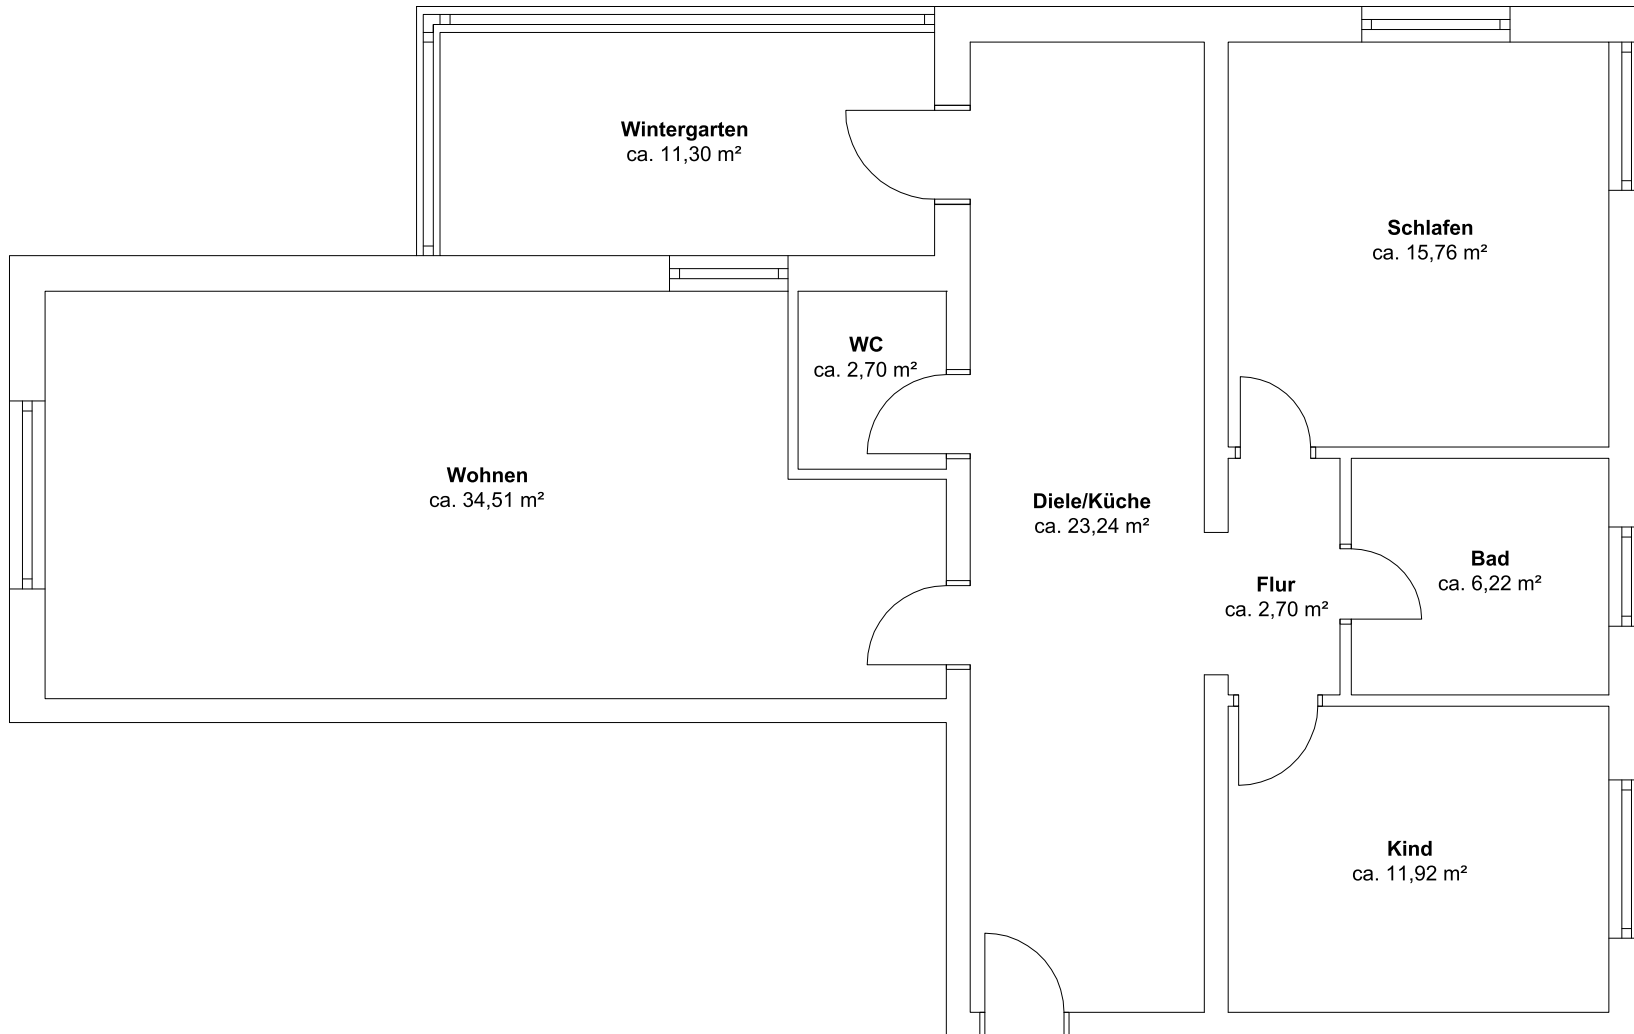 Wintergarten
ca. 11,30 m²
Schlafen
ca. 15,76 m²
WC
ca. 2,70 m²
Wohnen
ca. 34,51 m²
Diele/Küche
ca. 23,24 m²
Bad
ca. 6,22 m²
Flur
ca. 2,70 m²
Kind
ca. 11,92 m²